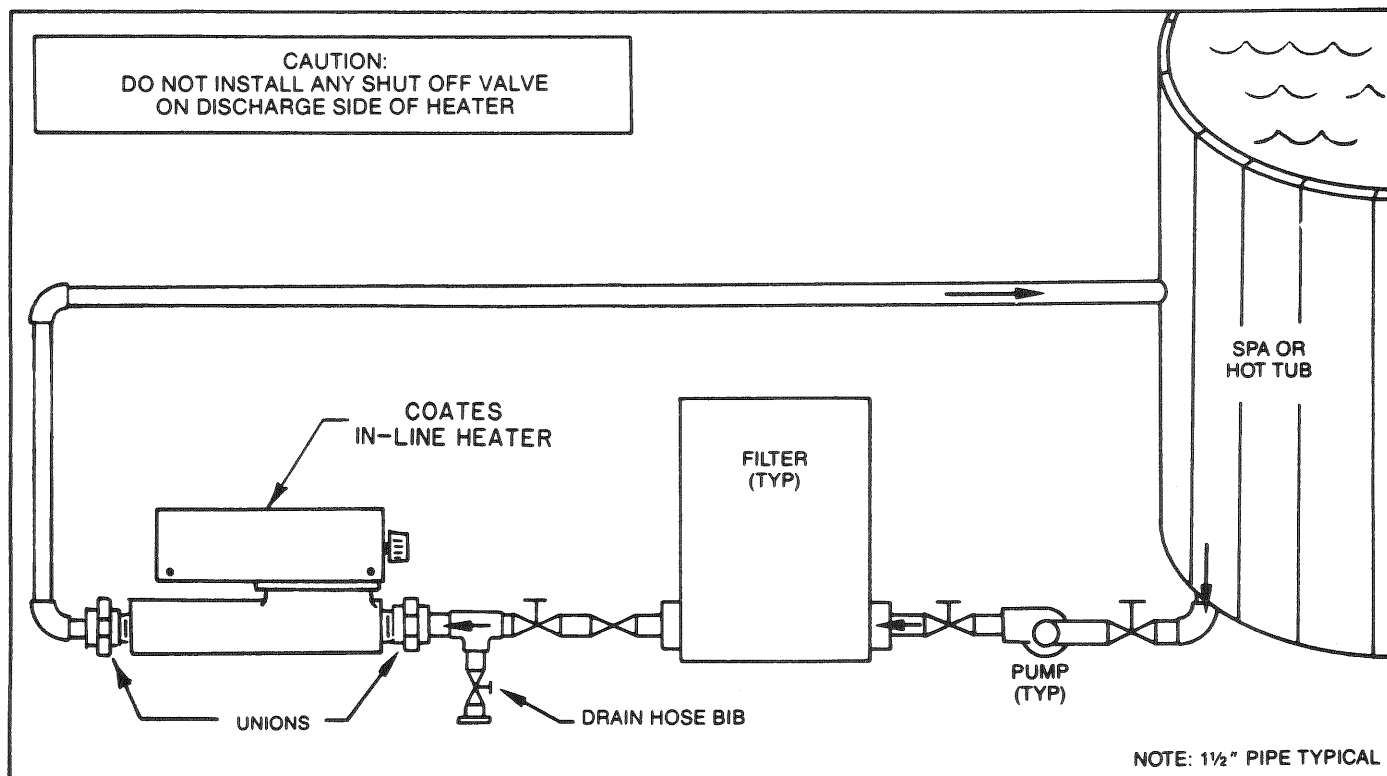 CAUTION:
DO NOT INSTALL ANY SHUT OFF VALVE
ON DISCHARGE SIDE OF HEATER
SPA OR
HOT TUB
COATES
IN-LINE HEATER
FILTER
(TYP)
PUMP
(TYP)
UNIONS
DRAIN HOSE BIB
NOTE: 1½" PIPE TYPICAL